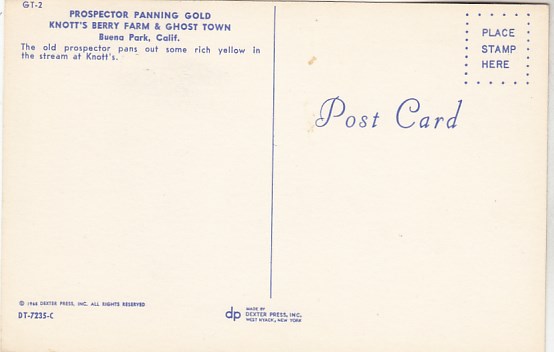 GT-2
PROSPECTOR PANNING GOLD
KNOTT'S BERRY FARM & GHOST TOWN
Buena Park, Calif.
The old prospector pans out some rich yellow in
the stream at Knott's.
PLACE
STAMP
HERE
Post Card
© 1966 DEXTER PRESS, INC. ALL RIGHTS RESERVED
DT-7235-C
dp
MADE BY
DEXTER PRESS, INC.
WEST NYACK, NEW YORK